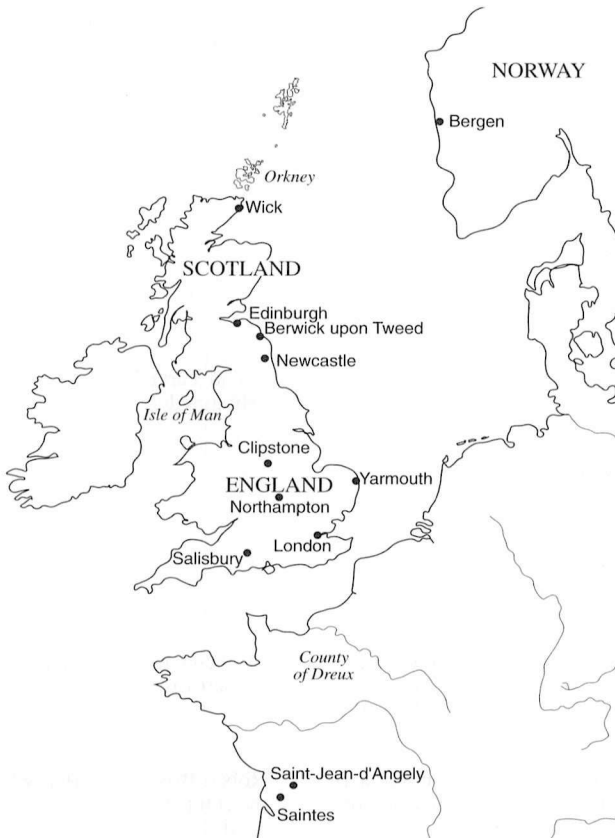 NORWAY
Bergen
Orkney
Wick
SCOTLAND
Edinburgh
Berwick upon Tweed
Newcastle
Isle of Man
Clipstone
Yarmouth
ENGLAND
Northampton
London
Salisbury
County
of Dreux
Saint-Jean-d'Angely
Saintes